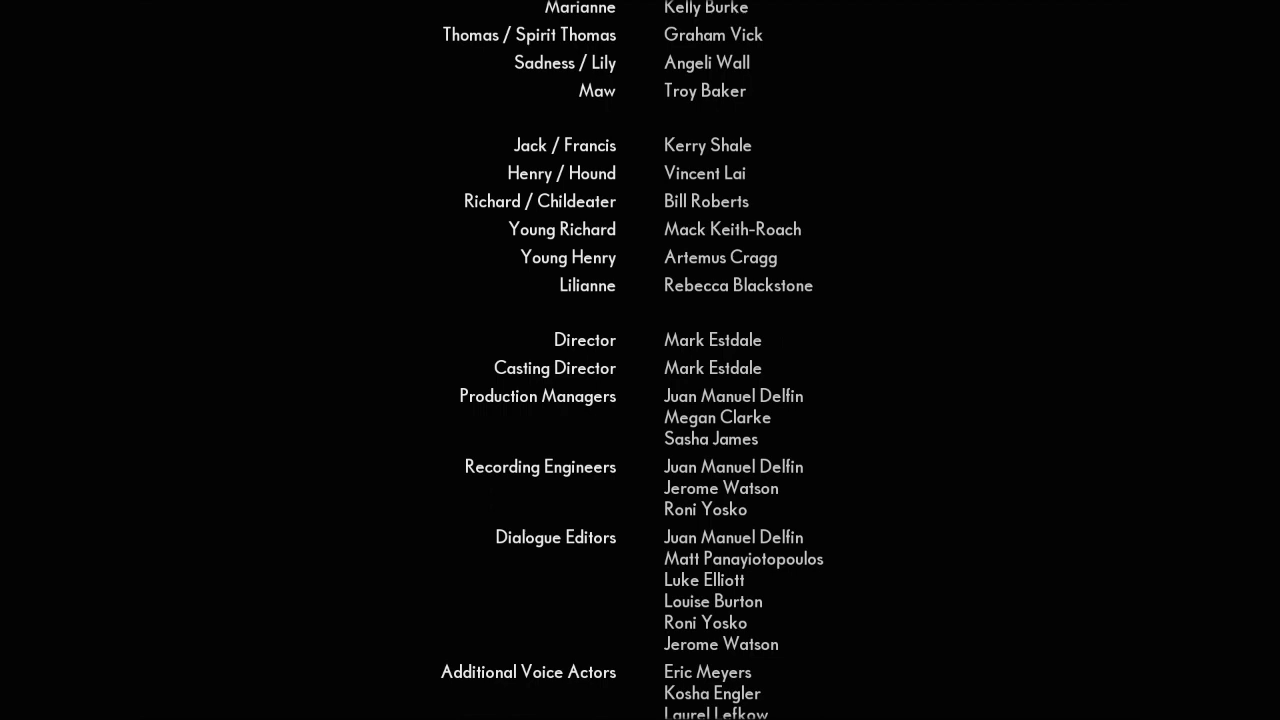 Marianne Kelly Burke
Thomas / Spirit Thomas Graham Vick
Sadness / Lily Angeli Wall
Maw Troy Baker
Jack / Francis Kerry Shale
Henry / Hound Vincent Lai
Richard / Childeater Bill Roberts
Young Richard Mack Keith-Roach
Young Henry Artemus Cragg
Lilianne Rebecca Blackstone
Director Mark Estdale
Casting Director Mark Estdale
Production Managers Juan Manuel Delfin
Megan Clarke
Sasha James
Recording Engineers Juan Manuel Delfin
Jerome Watson
Roni Yosko
Dialogue Editors Juan Manuel Delfin
Matt Panayiotopoulos
Luke Elliott
Louise Burton
Roni Yosko
Jerome Watson
Additional Voice Actors Eric Meyers
Kosha Engler
Laurel Lefkow